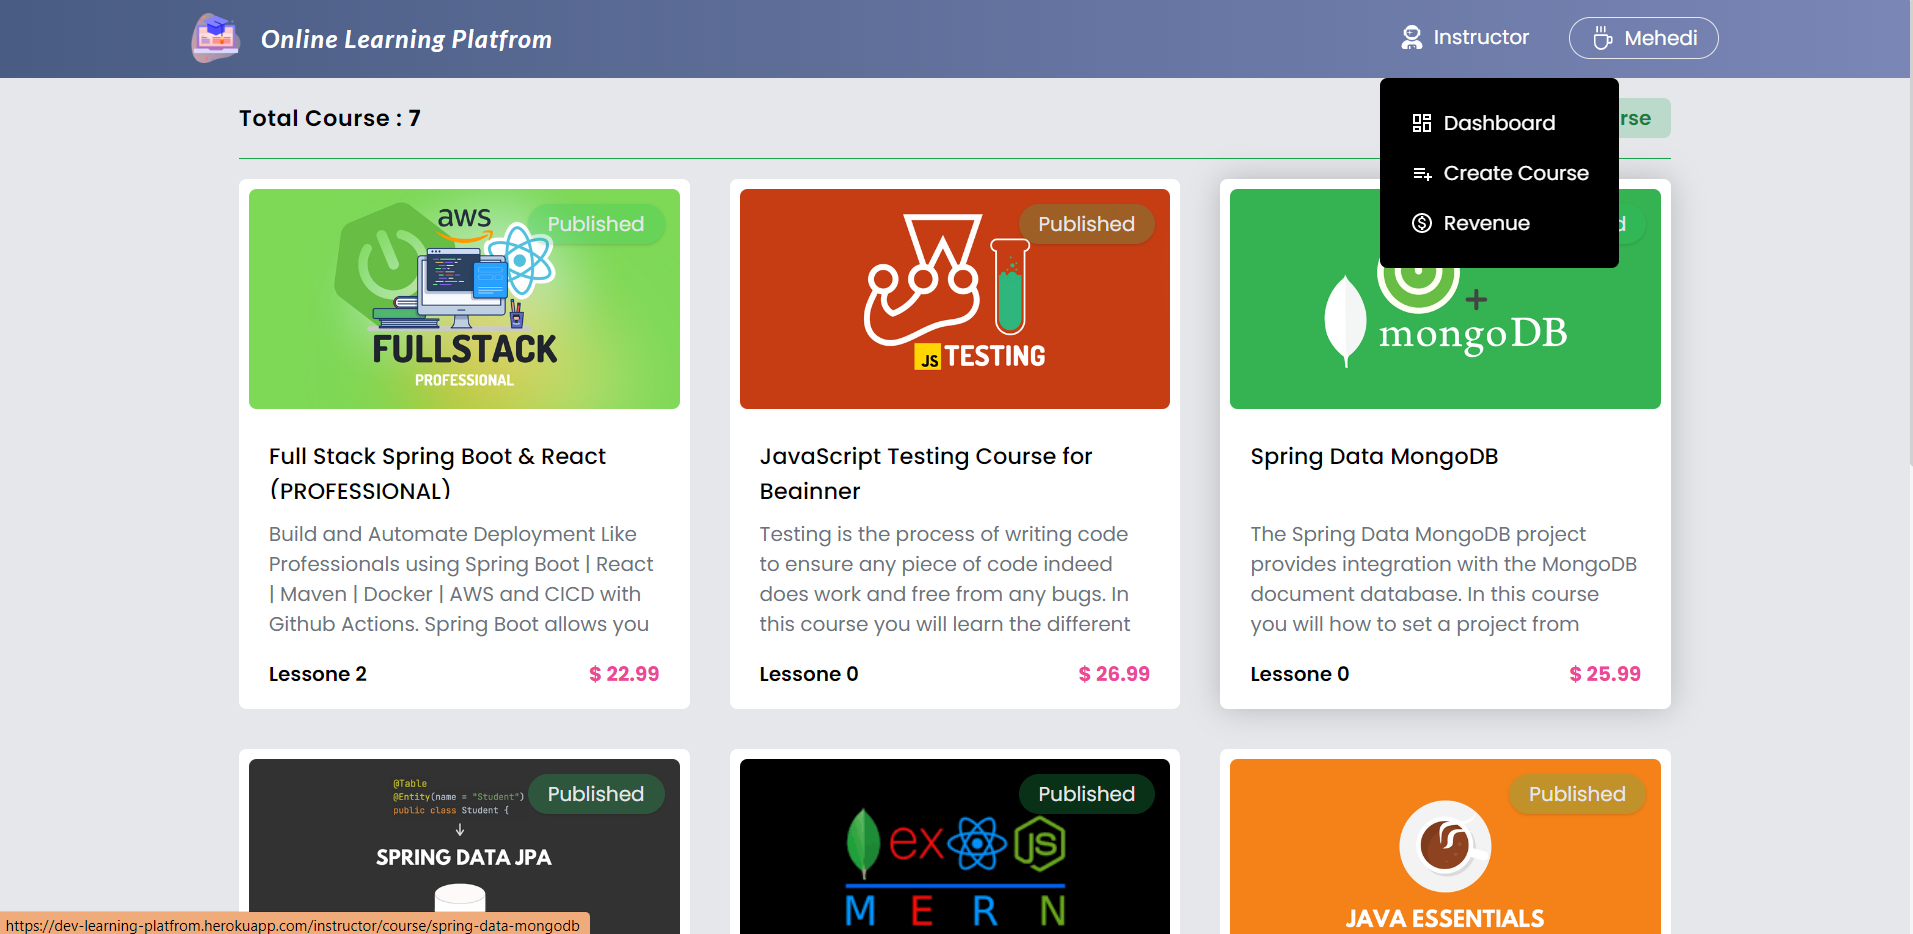 Online Learning Platfrom
Instructor
Mehedi
Total Course : 7
rse
Dashboard
Create Course
Revenue
aws
Published
FULLSTACK
PROFESSIONAL
Published
JS TESTING
d
mongoDB
Full Stack Spring Boot & React
(PROFESSIONAL)
Build and Automate Deployment Like
Professionals using Spring Boot | React
| Maven | Docker | AWS and CICD with
Github Actions. Spring Boot allows you
Lessone 2
$ 22.99
JavaScript Testing Course for
Beainner
Testing is the process of writing code
to ensure any piece of code indeed
does work and free from any bugs. In
this course you will learn the different
Lessone 0
$ 26.99
Spring Data MongoDB
The Spring Data MongoDB project
provides integration with the MongoDB
document database. In this course
you will how to set a project from
Lessone 0
$ 25.99
@Table
@Entity(name = "Student")
public class Student {
Published
SPRING DATA JPA
Published
ex JS
M E R N
Published
JAVA ESSENTIALS
https://dev-learning-platfrom.herokuapp.com/instructor/course/spring-data-mongodb